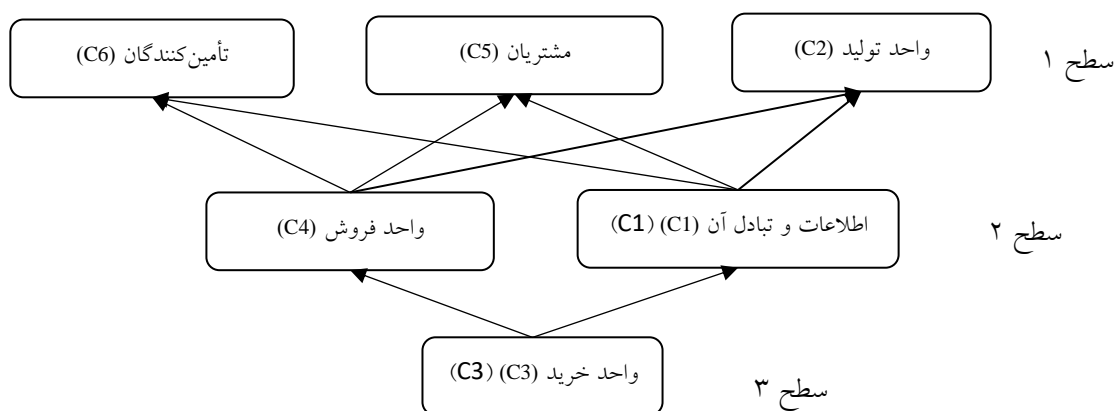 سطح ۱
واحد تولید (C2)
مشتریان (C5)
تأمین‌کنندگان (C6)
سطح ۲
اطلاعات و تبادل آن (C1) (C1)
واحد فروش (C4)
سطح ۳
واحد خرید (C3) (C3)